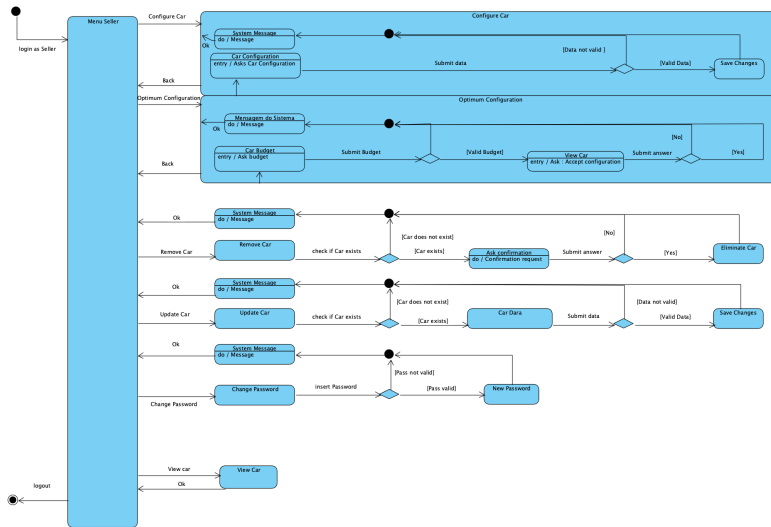 Configure Car
Menu Seller
Configure Car
System Message
do / Message
Ok
[Data not valid ]
login as Seller
Car Configuration
entry / Asks Car Configuration
Submit data
[Valid Data]
Save Changes
Back
Optimum Configuration
Optimum Configuration
Mensagem do Sistema
do / Message
Ok
[No]
Car Budget
entry / Ask budget
Submit Budget
[Valid Budget]
View Car
entry / Ask : Accept configuration
Submit answer
[Yes]
Back
System Message
do / Message
Ok
[Car does not exist]
[No]
Remove Car
Remove Car
check if Car exists
[Car exists]
Ask confirmation
do / Confirmation request
Submit answer
[Yes]
Eliminate Car
System Message
do / Message
Ok
[Car does not exist]
[Data not valid]
Update Car
Update Car
check if Car exists
[Car exists]
Car Dara
Submit data
[Valid Data]
Save Changes
System Message
do / Message
Ok
[Pass not valid]
Change Password
Change Password
insert Password
[Pass valid]
New Password
View car
View Car
Ok
logout